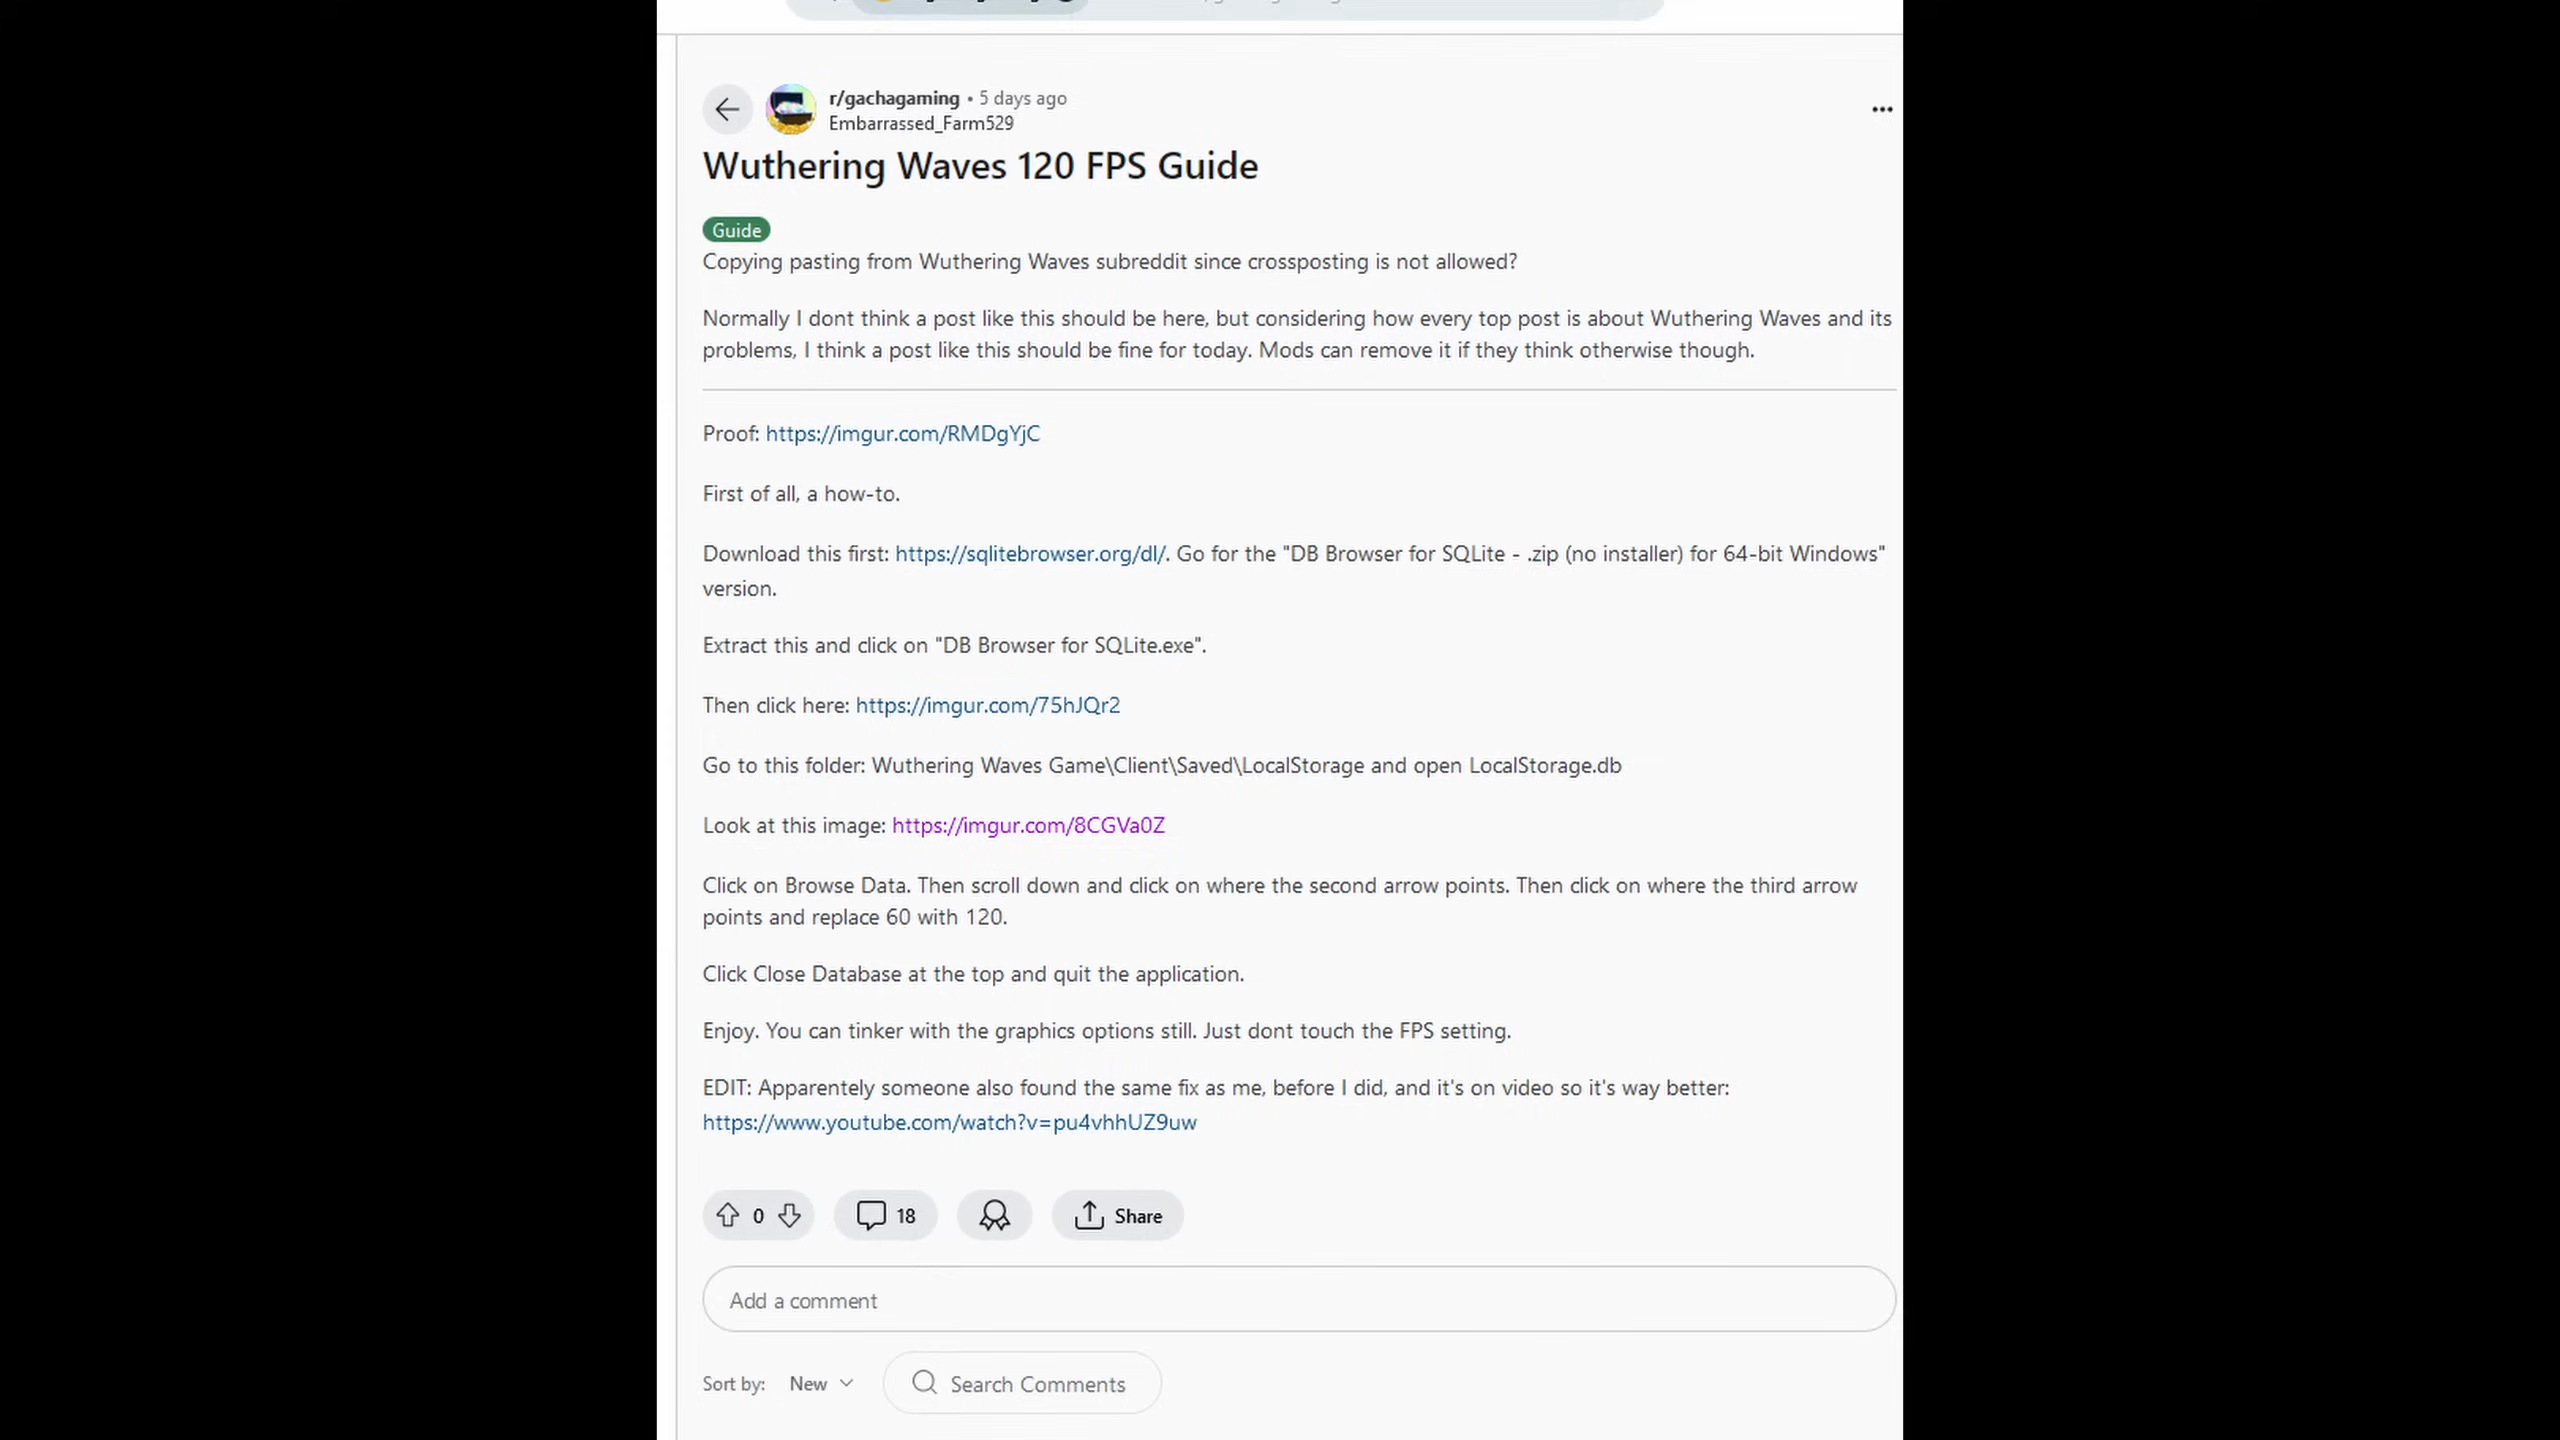 r/gachagaming • 5 days ago
Embarrassed_Farm529
Wuthering Waves 120 FPS Guide
Guide
Copying pasting from Wuthering Waves subreddit since crossposting is not allowed?
Normally I dont think a post like this should be here, but considering how every top post is about Wuthering Waves and its
problems, I think a post like this should be fine for today. Mods can remove it if they think otherwise though.
Proof: https://imgur.com/RMDgYjC
First of all, a how-to.
Download this first: https://sqlitebrowser.org/dl/. Go for the "DB Browser for SQLite - .zip (no installer) for 64-bit Windows"
version.
Extract this and click on "DB Browser for SQLite.exe".
Then click here: https://imgur.com/75hJQr2
Go to this folder: Wuthering Waves Game\Client\Saved\LocalStorage and open LocalStorage.db
Look at this image: https://imgur.com/8CGVa0Z
Click on Browse Data. Then scroll down and click on where the second arrow points. Then click on where the third arrow
points and replace 60 with 120.
Click Close Database at the top and quit the application.
Enjoy. You can tinker with the graphics options still. Just dont touch the FPS setting.
EDIT: Apparentely someone also found the same fix as me, before I did, and it's on video so it's way better:
https://www.youtube.com/watch?v=pu4vhhUZ9uw
0
18
Share
Add a comment
Sort by: New
Search Comments